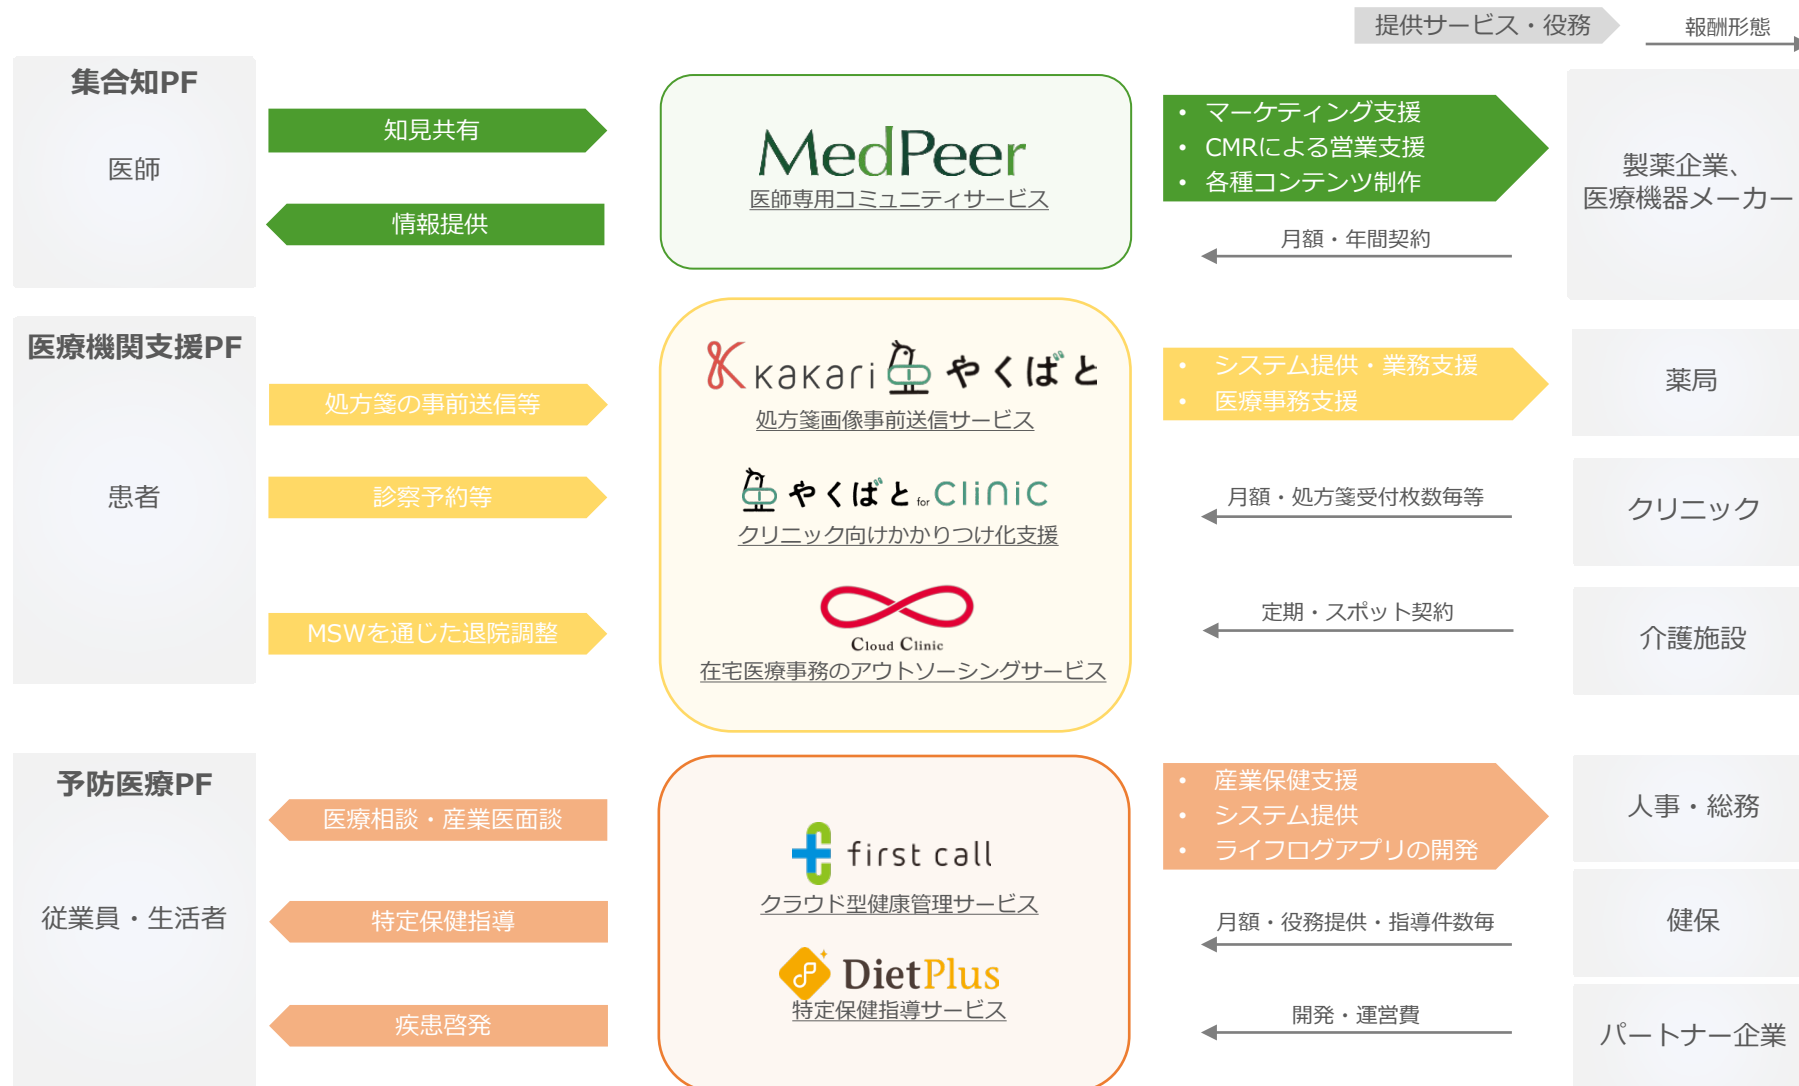 提供サービス・役務
報酬形態
集合知PF
医師
知見共有
情報提供
MedPeer
医師専用コミュニティサービス
• マーケティング支援
• CMRによる営業支援
• 各種コンテンツ制作
月額・年間契約
製薬企業、
医療機器メーカー
医療機関支援PF
患者
処方箋の事前送信等
診察予約等
MSWを通じた退院調整
kakari やくばと
処方箋画像事前送信サービス
やくばと for CliniC
クリニック向けかかりつけ化支援
Cloud Clinic
在宅医療事務のアウトソーシングサービス
• システム提供・業務支援
• 医療事務支援
月額・処方箋受付枚数毎等
定期・スポット契約
薬局
クリニック
介護施設
予防医療PF
従業員・生活者
医療相談・産業医面談
特定保健指導
疾患啓発
first call
クラウド型健康管理サービス
DietPlus
特定保健指導サービス
• 産業保健支援
• システム提供
• ライフログアプリの開発
月額・役務提供・指導件数毎
開発・運営費
人事・総務
健保
パートナー企業